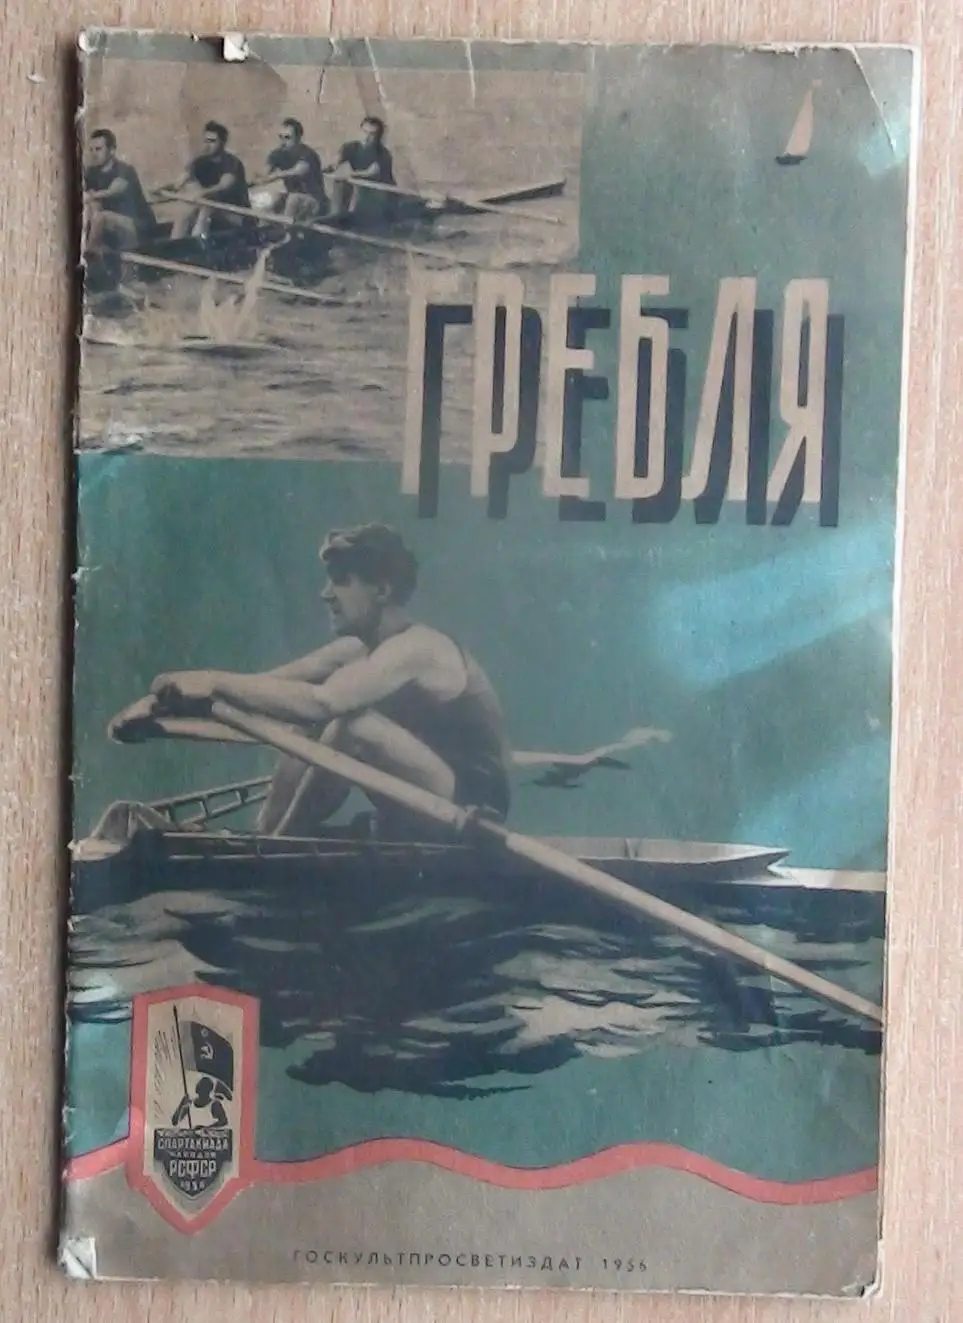 ГРЕБЛЯ
СПАРТАКИАДА
НАРОДОВ
РСФСР
1956
ГОСКУЛЬТПРОСВЕТИЗДАТ 1956